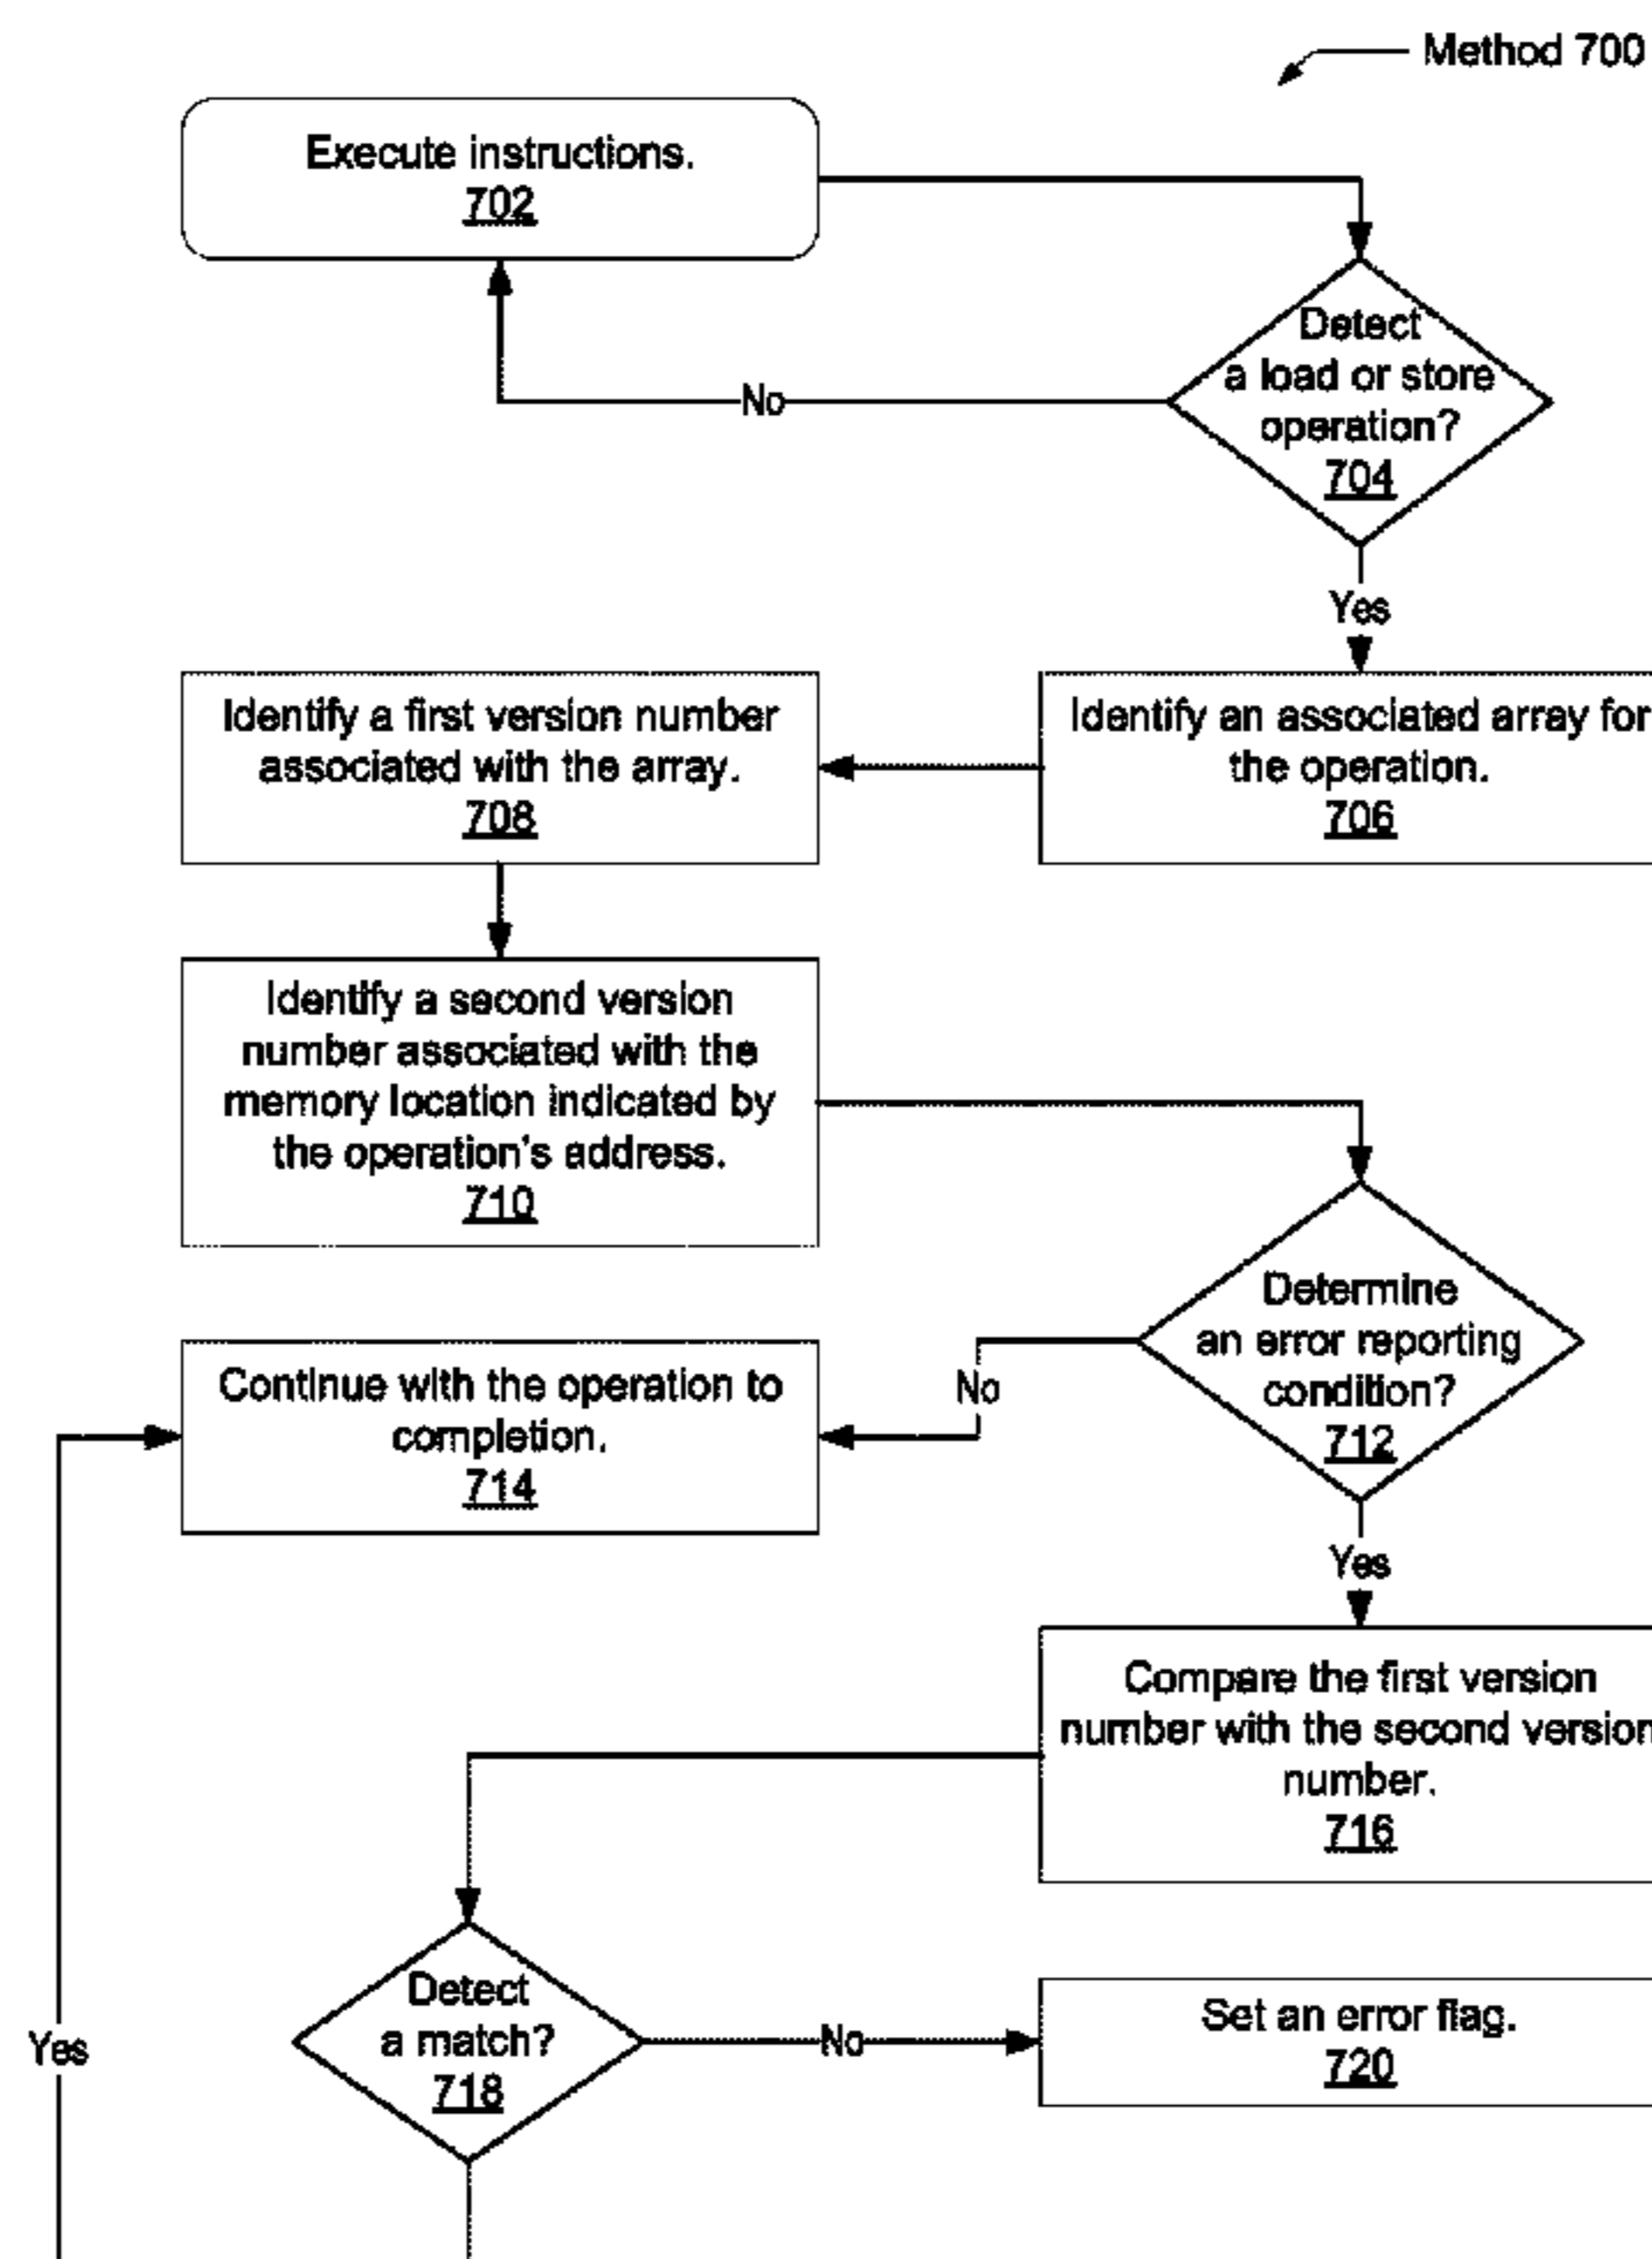 Method 700
Execute instructions.
702
Detect
a load or store
operation?
704
No
Yes
Identify an associated array for
the operation.
706
Identify a first version number
associated with the array.
708
Identify a second version
number associated with the
memory location indicated by
the operation's address.
710
Determine
an error reporting
condition?
712
No
Continue with the operation to
completion.
714
Yes
Compare the first version
number with the second version
number.
716
Detect
a match?
718
No
Set an error flag.
720
Yes